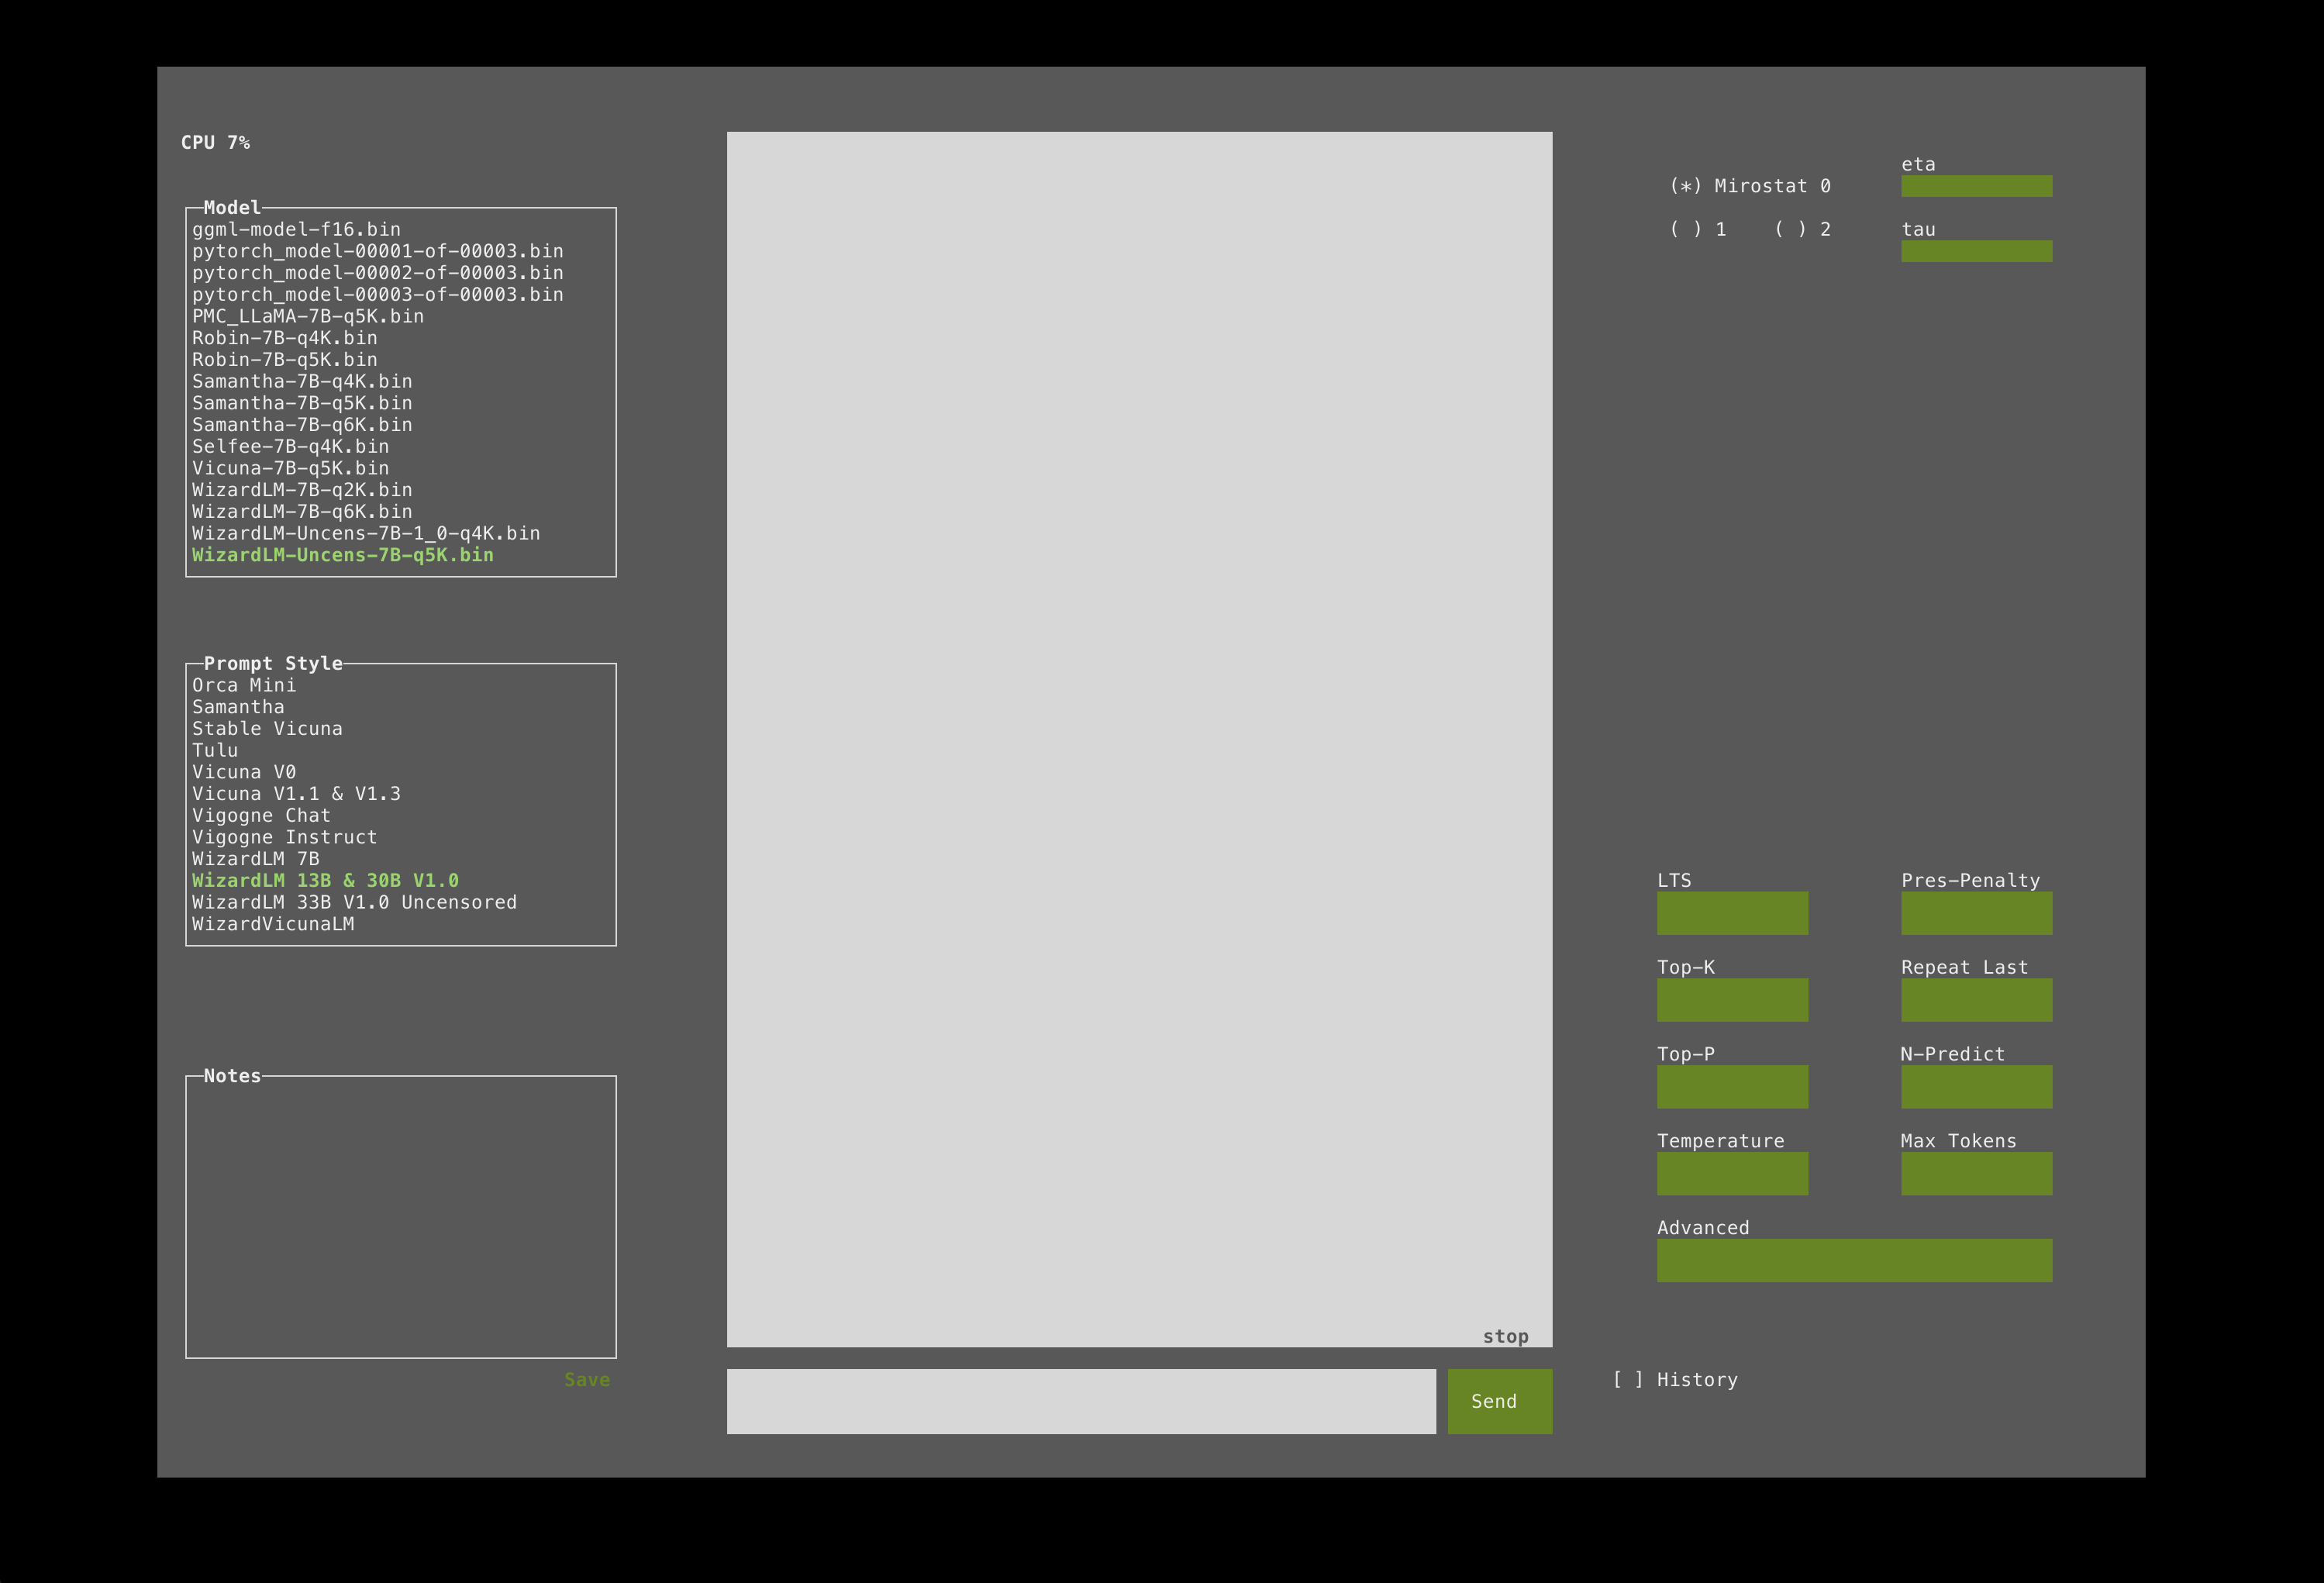 CPU 7%
Model
ggml-model-f16.bin
pytorch_model-00001-of-00003.bin
pytorch_model-00002-of-00003.bin
pytorch_model-00003-of-00003.bin
PMC_LLaMA-7B-q5K.bin
Robin-7B-q4K.bin
Robin-7B-q5K.bin
Samantha-7B-q4K.bin
Samantha-7B-q5K.bin
Samantha-7B-q6K.bin
Selfee-7B-q4K.bin
Vicuna-7B-q5K.bin
WizardLM-7B-q2K.bin
WizardLM-7B-q6K.bin
WizardLM-Uncens-7B-1_0-q4K.bin
WizardLM-Uncens-7B-q5K.bin
Prompt Style
Orca Mini
Samantha
Stable Vicuna
Tulu
Vicuna V0
Vicuna V1.1 & V1.3
Vigogne Chat
Vigogne Instruct
WizardLM 7B
WizardLM 13B & 30B V1.0
WizardLM 33B V1.0 Uncensored
WizardVicunaLM
Notes
Save
stop
Send
(*) Mirostat 0
( ) 1 ( ) 2
eta
tau
LTS
Pres-Penalty
Top-K
Repeat Last
Top-P
N-Predict
Temperature
Max Tokens
Advanced
[ ] History